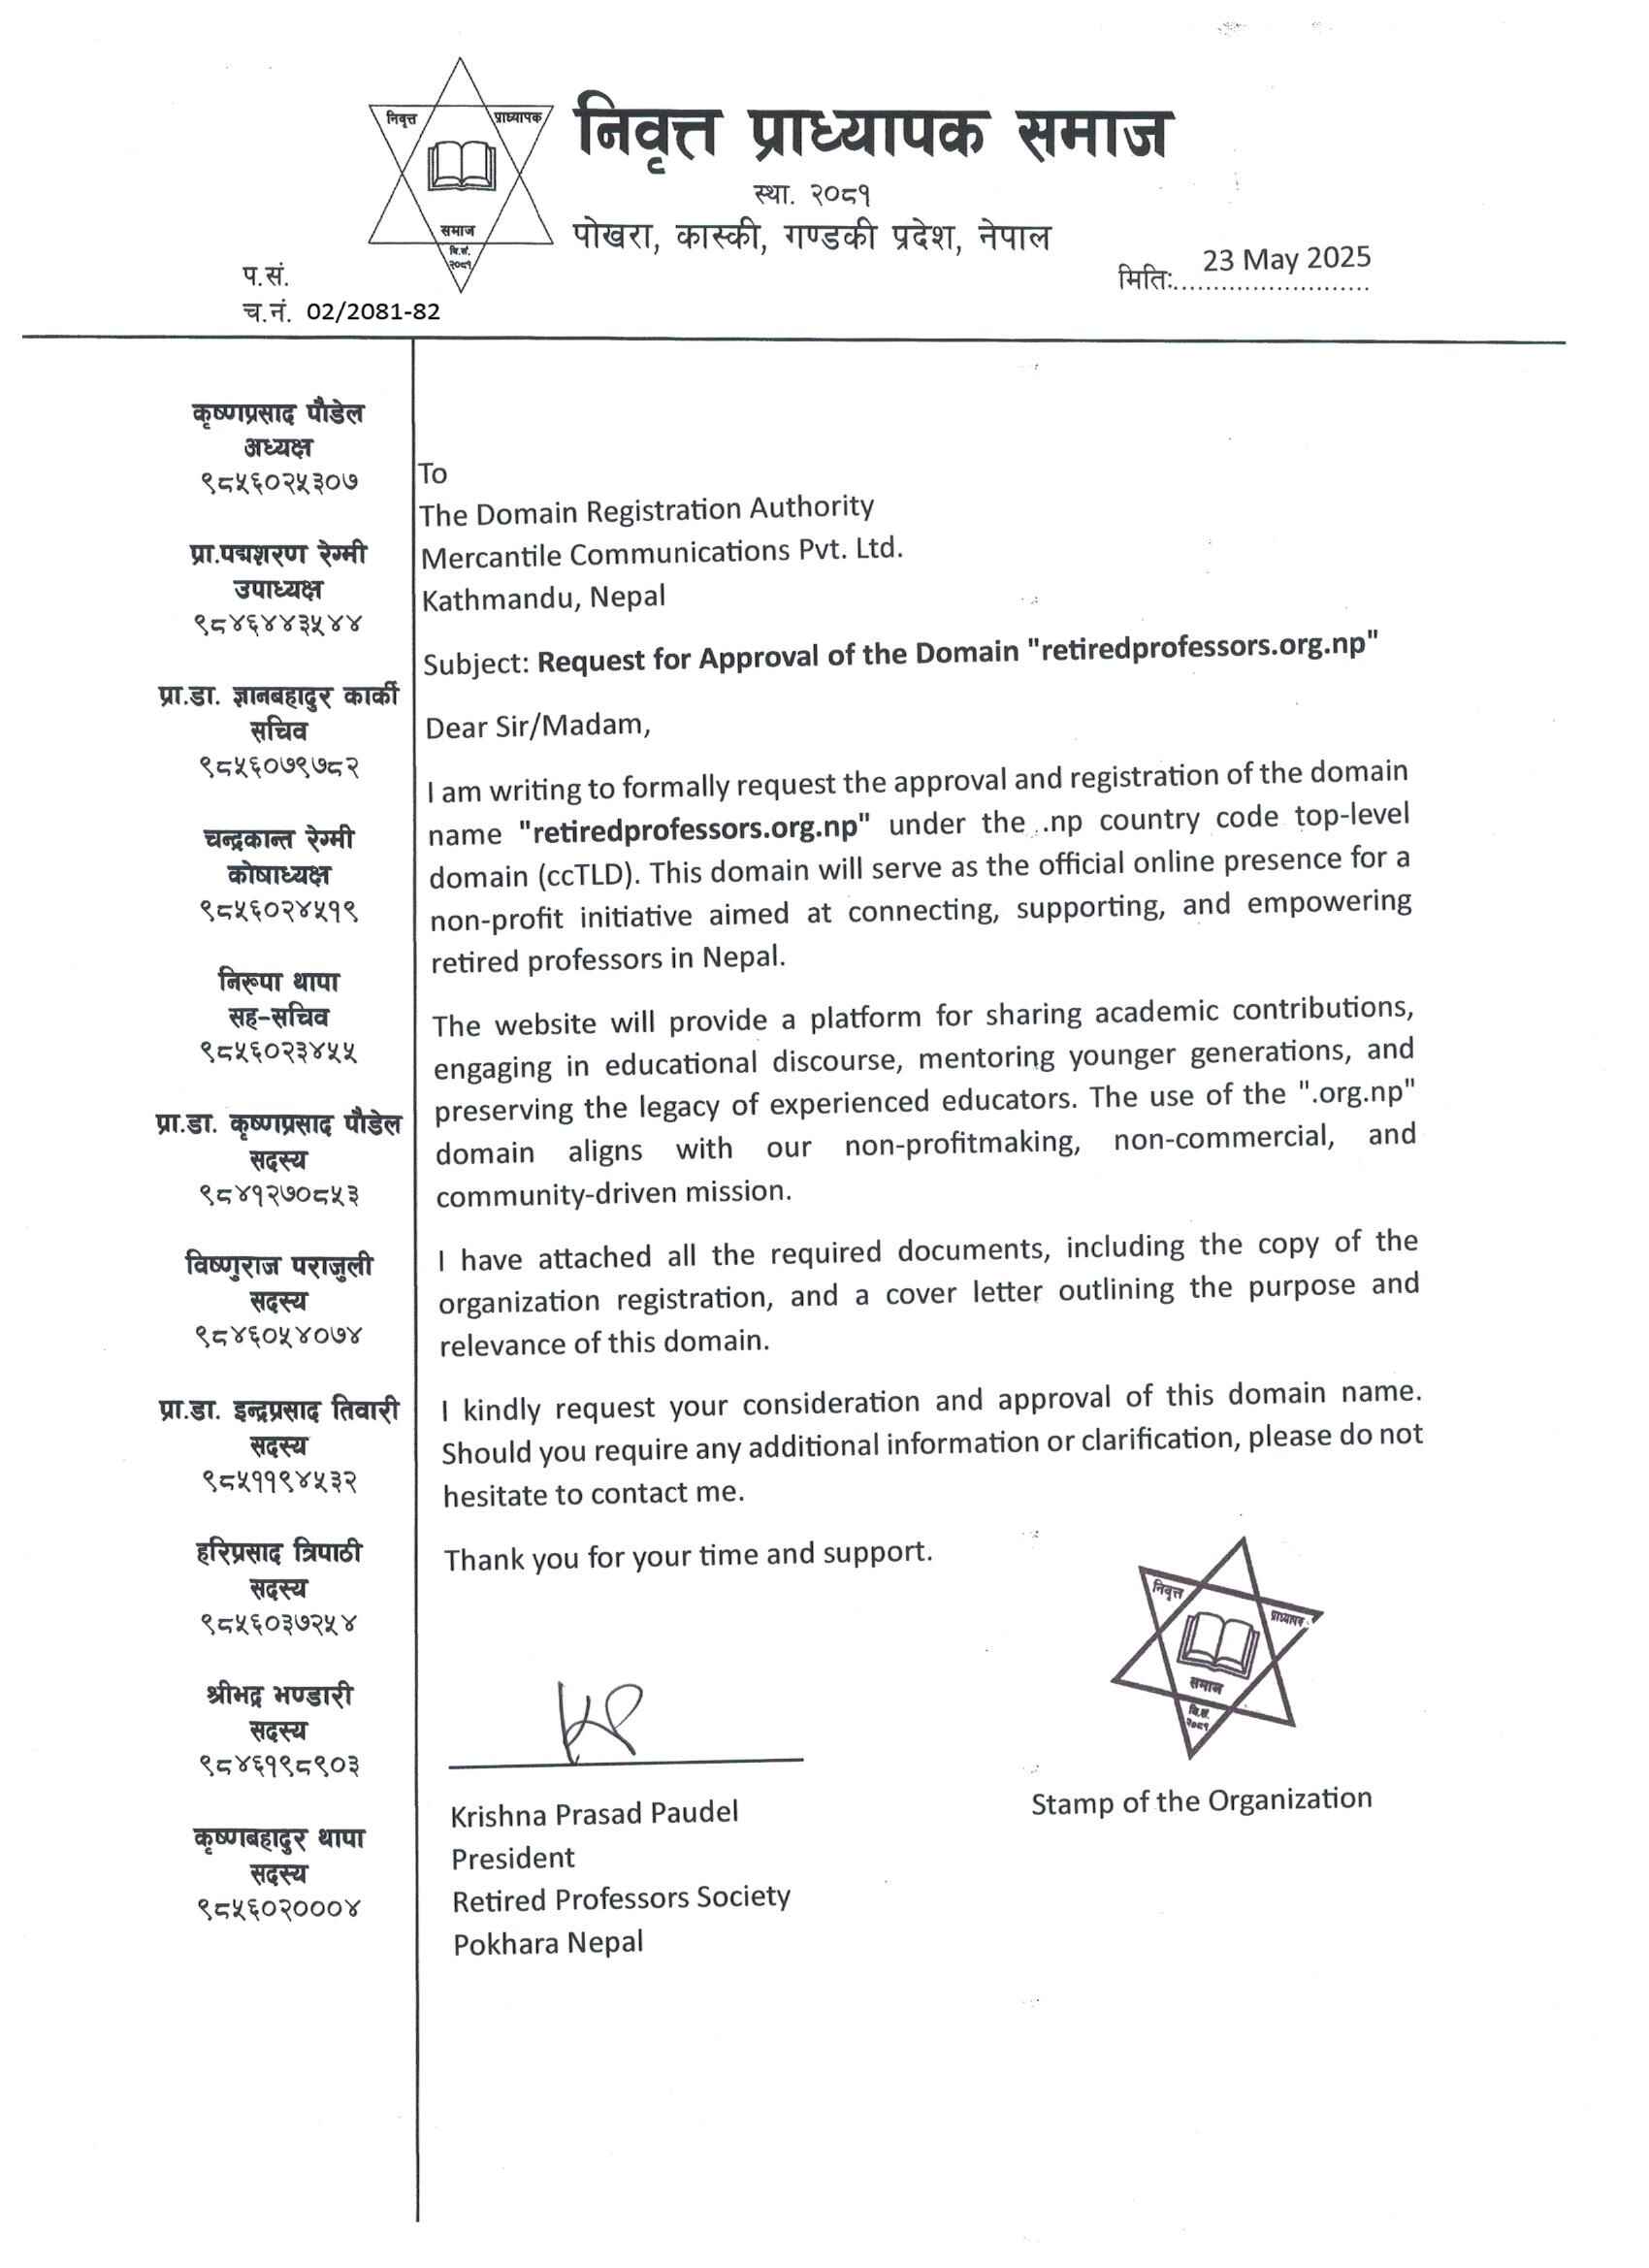 निवृत्त प्राध्यापक
समाज
बि.सं.
२०८१
निवृत्त प्राध्यापक समाज
स्था. २०८१
पोखरा, कास्की, गण्डकी प्रदेश, नेपाल
प.सं.
च.नं. 02/2081-82
मितिः........................ 23 May 2025
कृष्णप्रसाद पौडेल
अध्यक्ष
९८५६०२५३०७
प्रा.पद्मशरण रेग्मी
उपाध्यक्ष
९८४६४४३५४४
प्रा.डा. ज्ञानबहादुर कार्की
सचिव
९८५६०७९७८२
चन्द्रकान्त रेग्मी
कोषाध्यक्ष
९८५६०२४५१९
निरूपा थापा
सह-सचिव
९८५६०२३४५५
प्रा.डा. कृष्णप्रसाद पौडेल
सदस्य
९८४१२७०८५३
विष्णुराज पराजुली
सदस्य
९८४६०५४०७४
प्रा.डा. इन्द्रप्रसाद तिवारी
सदस्य
९८५११९४५३२
हरिप्रसाद त्रिपाठी
सदस्य
९८५६०३७२५४
श्रीभद्र भण्डारी
सदस्य
९८४६१९८९०३
कृष्णबहादुर थापा
सदस्य
९८५६०२०००४
To
The Domain Registration Authority
Mercantile Communications Pvt. Ltd.
Kathmandu, Nepal
Subject: Request for Approval of the Domain "retiredprofessors.org.np"
Dear Sir/Madam,
I am writing to formally request the approval and registration of the domain
name "retiredprofessors.org.np" under the .np country code top-level
domain (ccTLD). This domain will serve as the official online presence for a
non-profit initiative aimed at connecting, supporting, and empowering
retired professors in Nepal.
The website will provide a platform for sharing academic contributions,
engaging in educational discourse, mentoring younger generations, and
preserving the legacy of experienced educators. The use of the ".org.np"
domain aligns with our non-profitmaking, non-commercial, and
community-driven mission.
I have attached all the required documents, including the copy of the
organization registration, and a cover letter outlining the purpose and
relevance of this domain.
I kindly request your consideration and approval of this domain name.
Should you require any additional information or clarification, please do not
hesitate to contact me.
Thank you for your time and support.
KP
Krishna Prasad Paudel
President
Retired Professors Society
Pokhara Nepal
निवृत्त प्राध्यापक
समाज
बि.सं.
२०८१
Stamp of the Organization